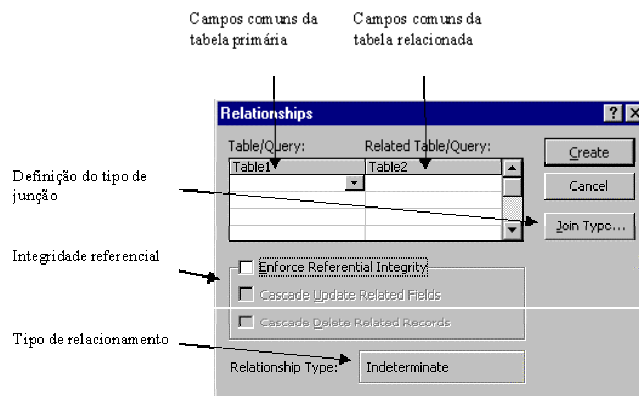 Campos comuns da
tabela primária
Campos comuns da
tabela relacionada
Relationships
Table/Query:
Related Table/Query:
Table1
Table2
Create
Cancel
Join Type...
Definição do tipo de
junção
Integridade referencial
Enforce Referential Integrity
Cascade Update Related Fields
Cascade Delete Related Records
Tipo de relacionamento
Relationship Type:
Indeterminate